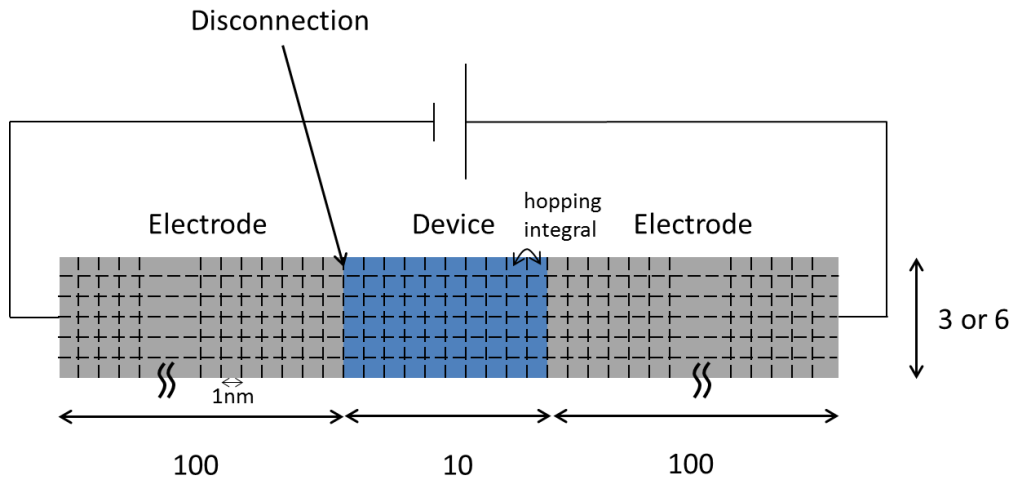 Disconnection
hopping
integral
Electrode
Device
Electrode
3 or 6
1nm
100
10
100